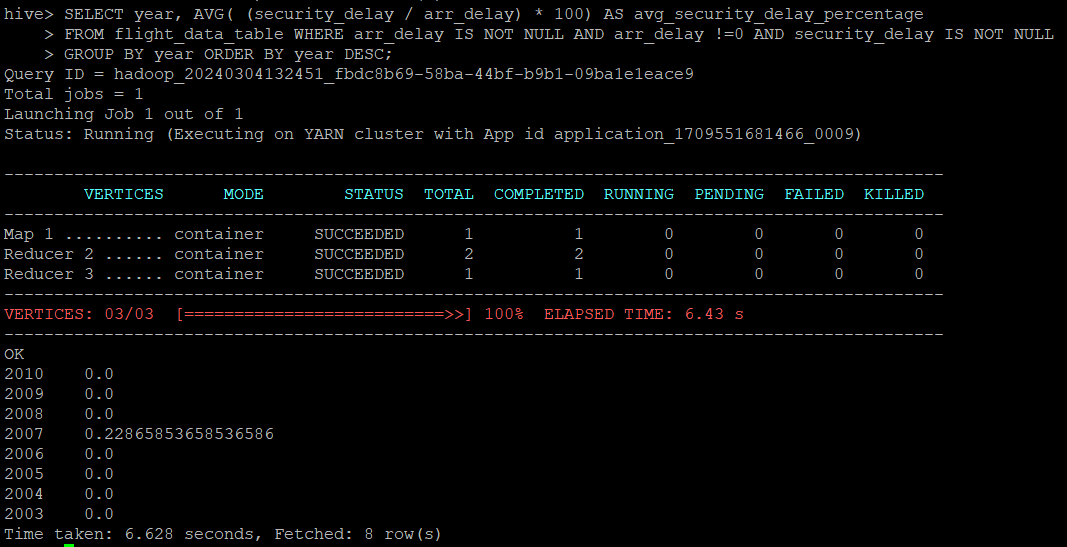 hive> SELECT year, AVG( (security_delay / arr_delay) * 100) AS avg_security_delay_percentage
    > FROM flight_data_table WHERE arr_delay IS NOT NULL AND arr_delay !=0 AND security_delay IS NOT NULL
    > GROUP BY year ORDER BY year DESC;
Query ID = hadoop_20240304132451_fbdc8b69-58ba-44bf-b9b1-09ba1e1eace9
Total jobs = 1
Launching Job 1 out of 1
Status: Running (Executing on YARN cluster with App id application_1709551681466_0009)
----------------------------------------------------------------------------------------------
        VERTICES      MODE        STATUS  TOTAL  COMPLETED  RUNNING  PENDING  FAILED  KILLED
----------------------------------------------------------------------------------------------
Map 1 .......... container     SUCCEEDED      1          1        0        0       0       0
Reducer 2 ...... container     SUCCEEDED      2          2        0        0       0       0
Reducer 3 ...... container     SUCCEEDED      1          1        0        0       0       0
----------------------------------------------------------------------------------------------
VERTICES: 03/03  [==========================>>] 100%  ELAPSED TIME: 6.43 s
----------------------------------------------------------------------------------------------
OK
2010    0.0
2009    0.0
2008    0.0
2007    0.22865853658536586
2006    0.0
2005    0.0
2004    0.0
2003    0.0
Time taken: 6.628 seconds, Fetched: 8 row(s)